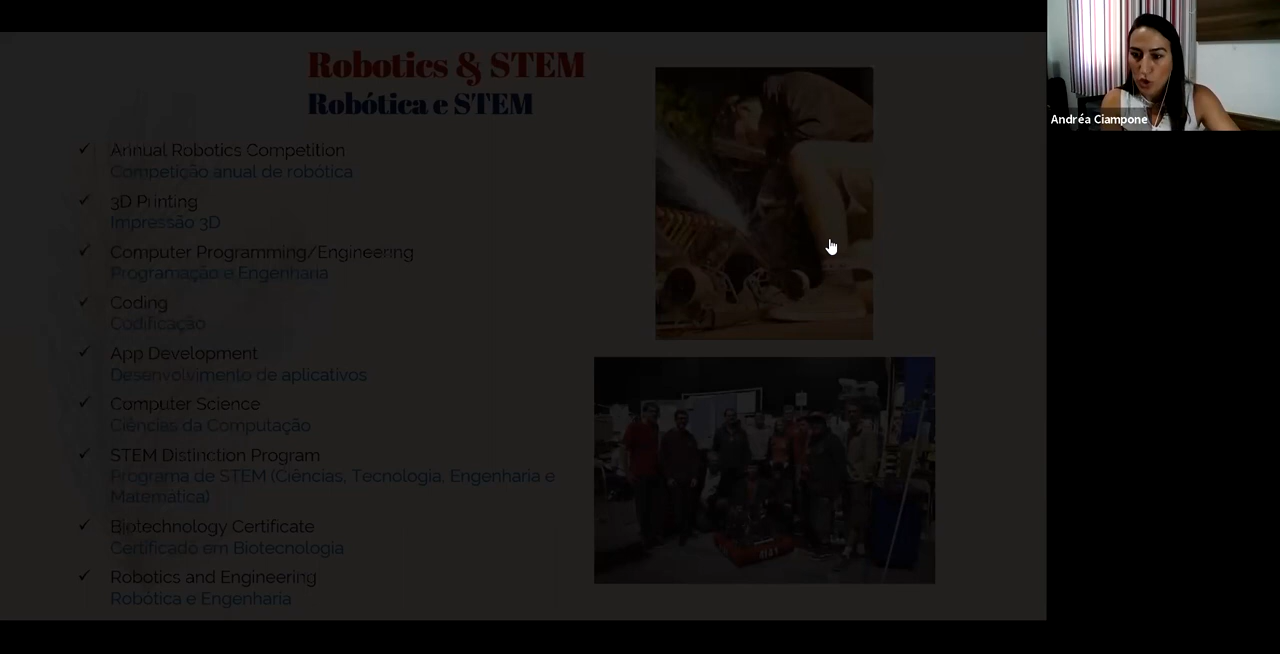 Robotics & STEM
Robótica e STEM
Annual Robotics Competition
Competição anual de robótica
3D Printing
Impressão 3D
Computer Programming/Engineering
Programação e Engenharia
Coding
Codificação
App Development
Desenvolvimento de aplicativos
Computer Science
Ciências da Computação
STEM Distinction Program
Programa de STEM (Ciências, Tecnologia, Engenharia e
Matemática)
Biotechnology Certificate
Certificado em Biotecnologia
Robotics and Engineering
Robótica e Engenharia
Andréa Ciampone